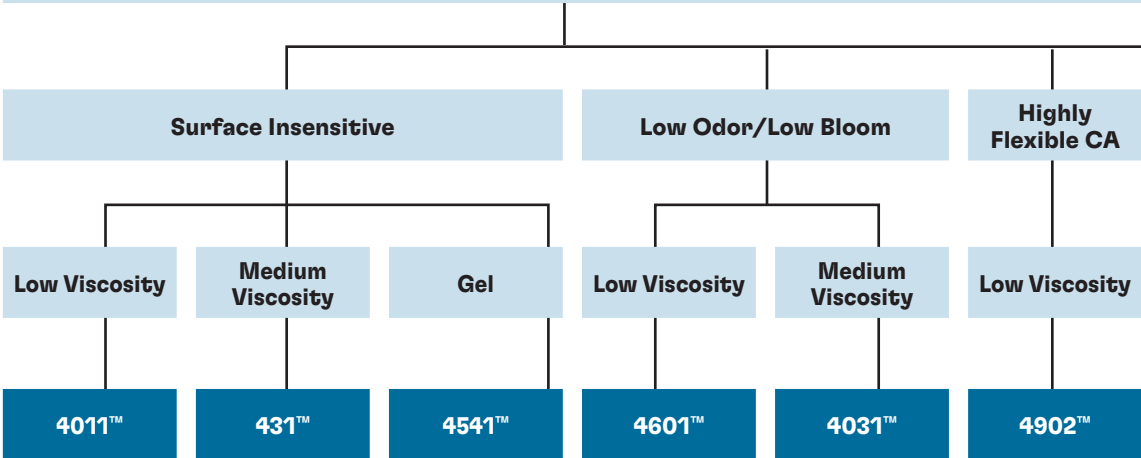 Surface Insensitive
Low Odor/Low Bloom
Highly
Flexible CA
Low Viscosity
Medium
Viscosity
Gel
Low Viscosity
Medium
Viscosity
Low Viscosity
4011™
431™
4541™
4601™
4031™
4902™